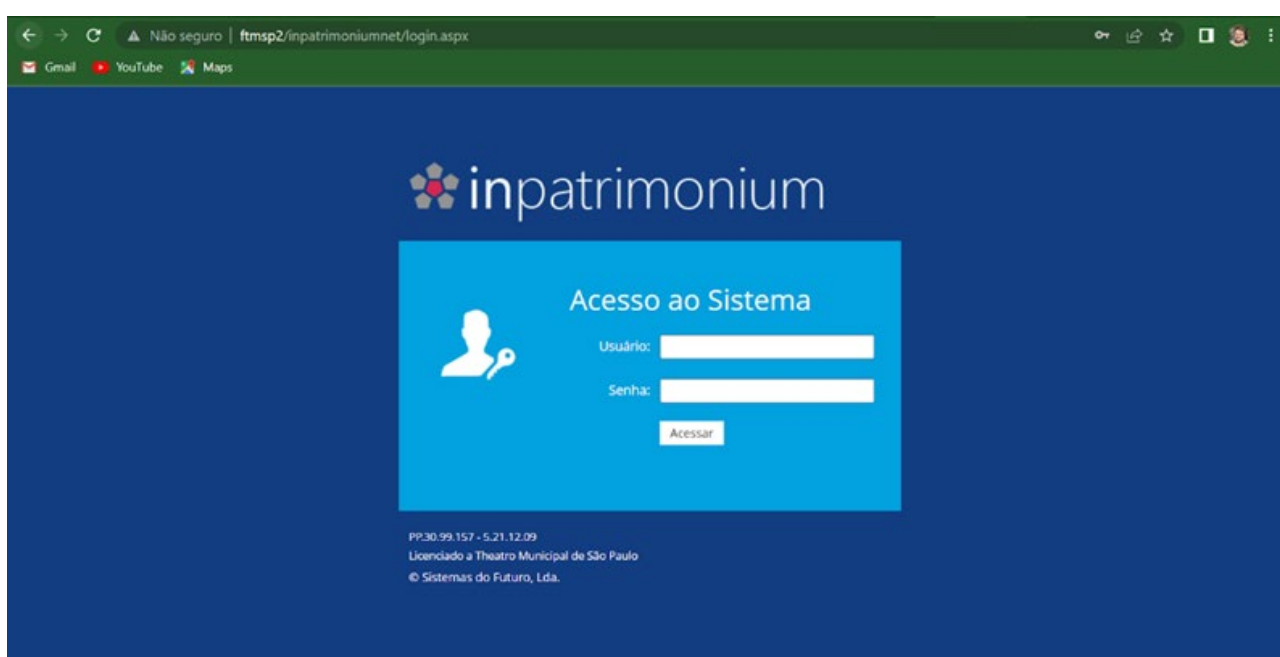 Não seguro | ftmsp2/inpatrimoniumnet/login.aspx
Gmail YouTube Maps
inpatrimonium
Acesso ao Sistema
Usuário:
Senha:
Acessar
PP.30.99.157 - 5.21.12.09
Licenciado a Theatro Municipal de São Paulo
© Sistemas do Futuro, Lda.